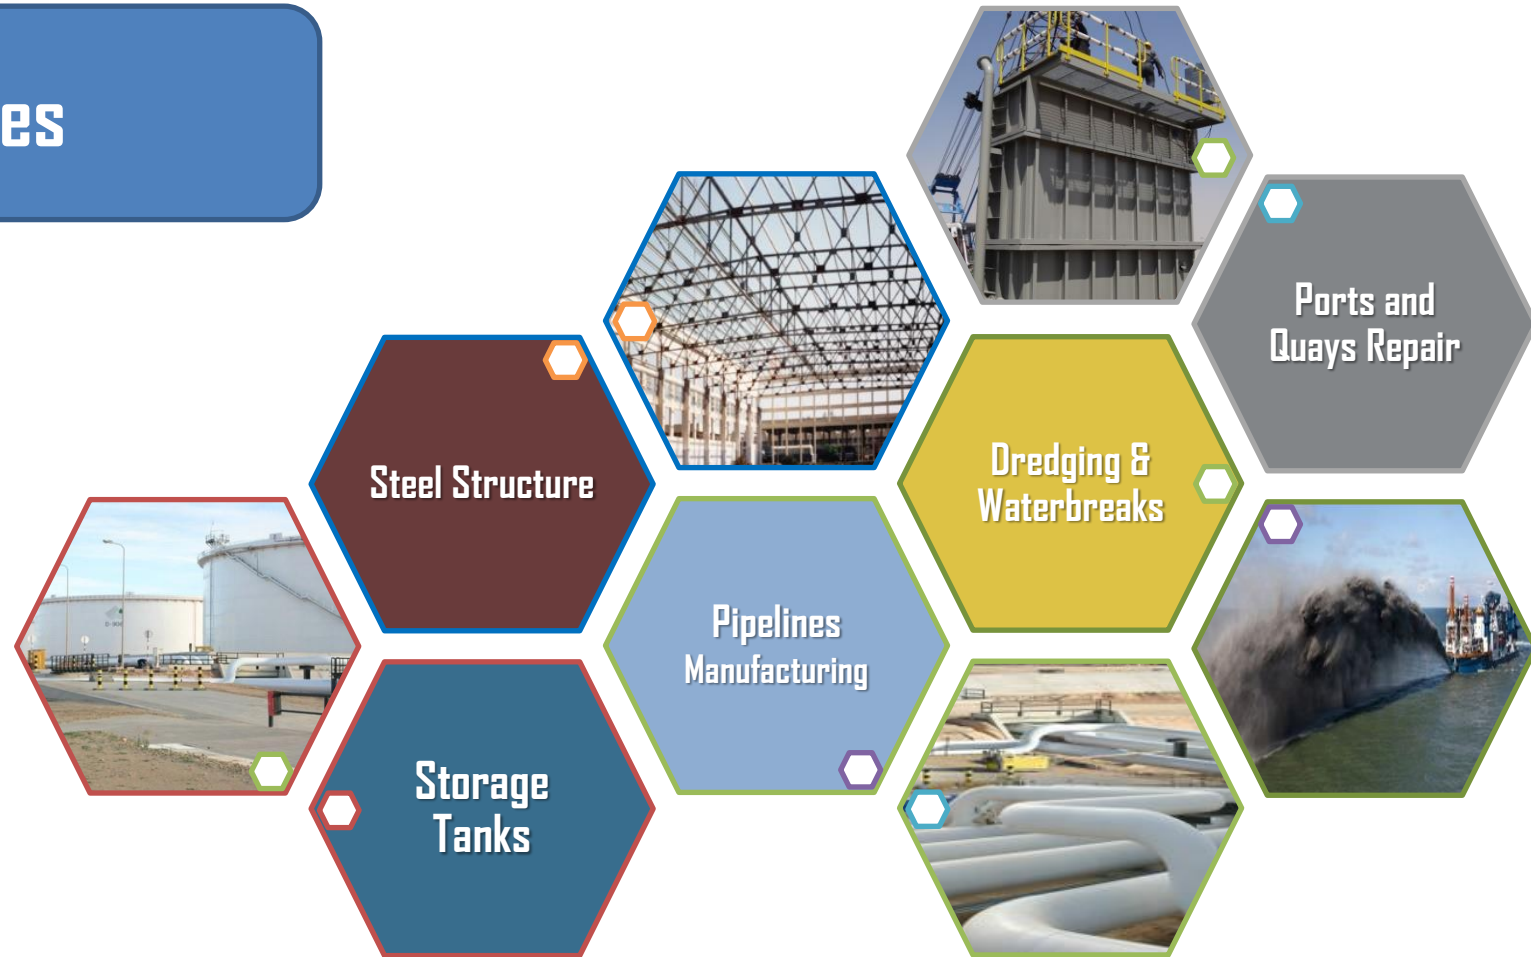 es
Ports and
Quays Repair
Dredging &
Waterbreaks
Steel Structure
Pipelines
Manufacturing
Storage
Tanks